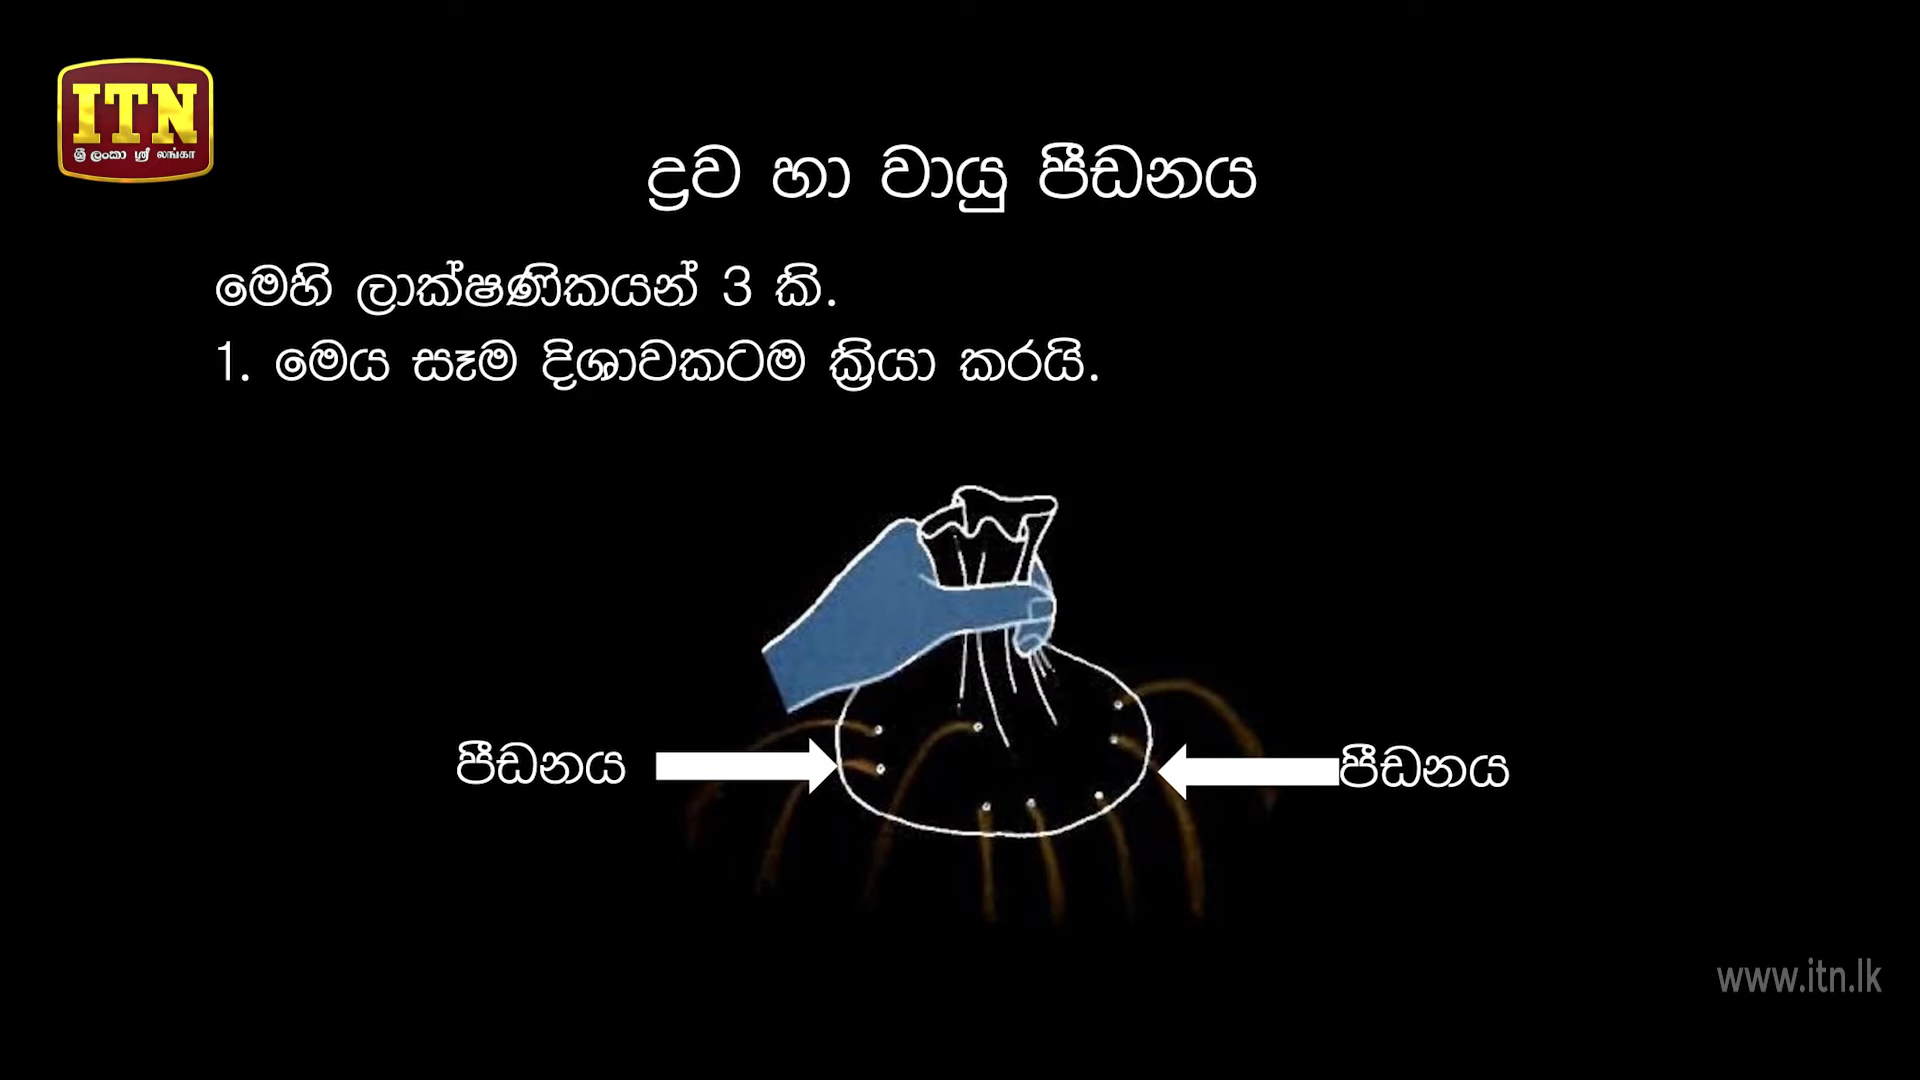 ITN
ශ්‍රී ලංකා ஸ்ரீ லங்கா
ද්‍රව හා වායු පීඩනය
මෙහි ලාක්ෂණිකයන් 3 කි.
1. මෙය සෑම දිශාවකටම ක්‍රියා කරයි.
පීඩනය
පීඩනය
www.itn.lk